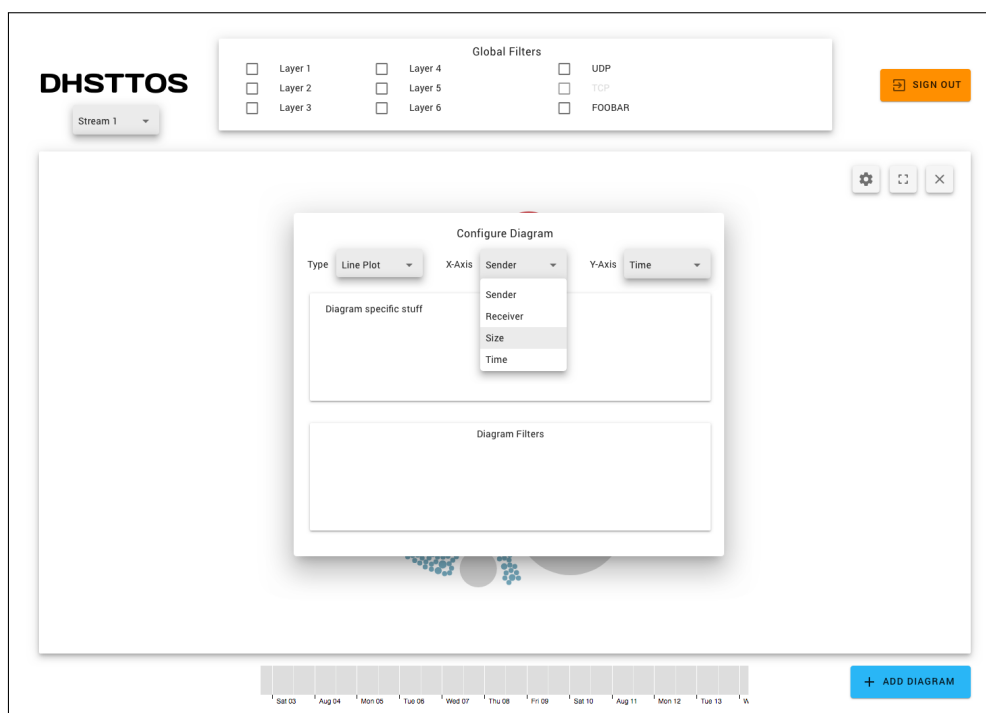 Global Filters
DHSTTOS
Layer 1 Layer 4 UDP
Layer 2 Layer 5 TCP
Layer 3 Layer 6 FOOBAR
SIGN OUT
Stream 1
Configure Diagram
Type Line Plot X-Axis Sender Y-Axis Time
Sender
Receiver
Size
Time
Diagram specific stuff
Diagram Filters
Sat 03 Aug 04 Mon 05 Tue 06 Wed 07 Thu 08 Fri 09 Sat 10 Aug 11 Mon 12 Tue 13
ADD DIAGRAM